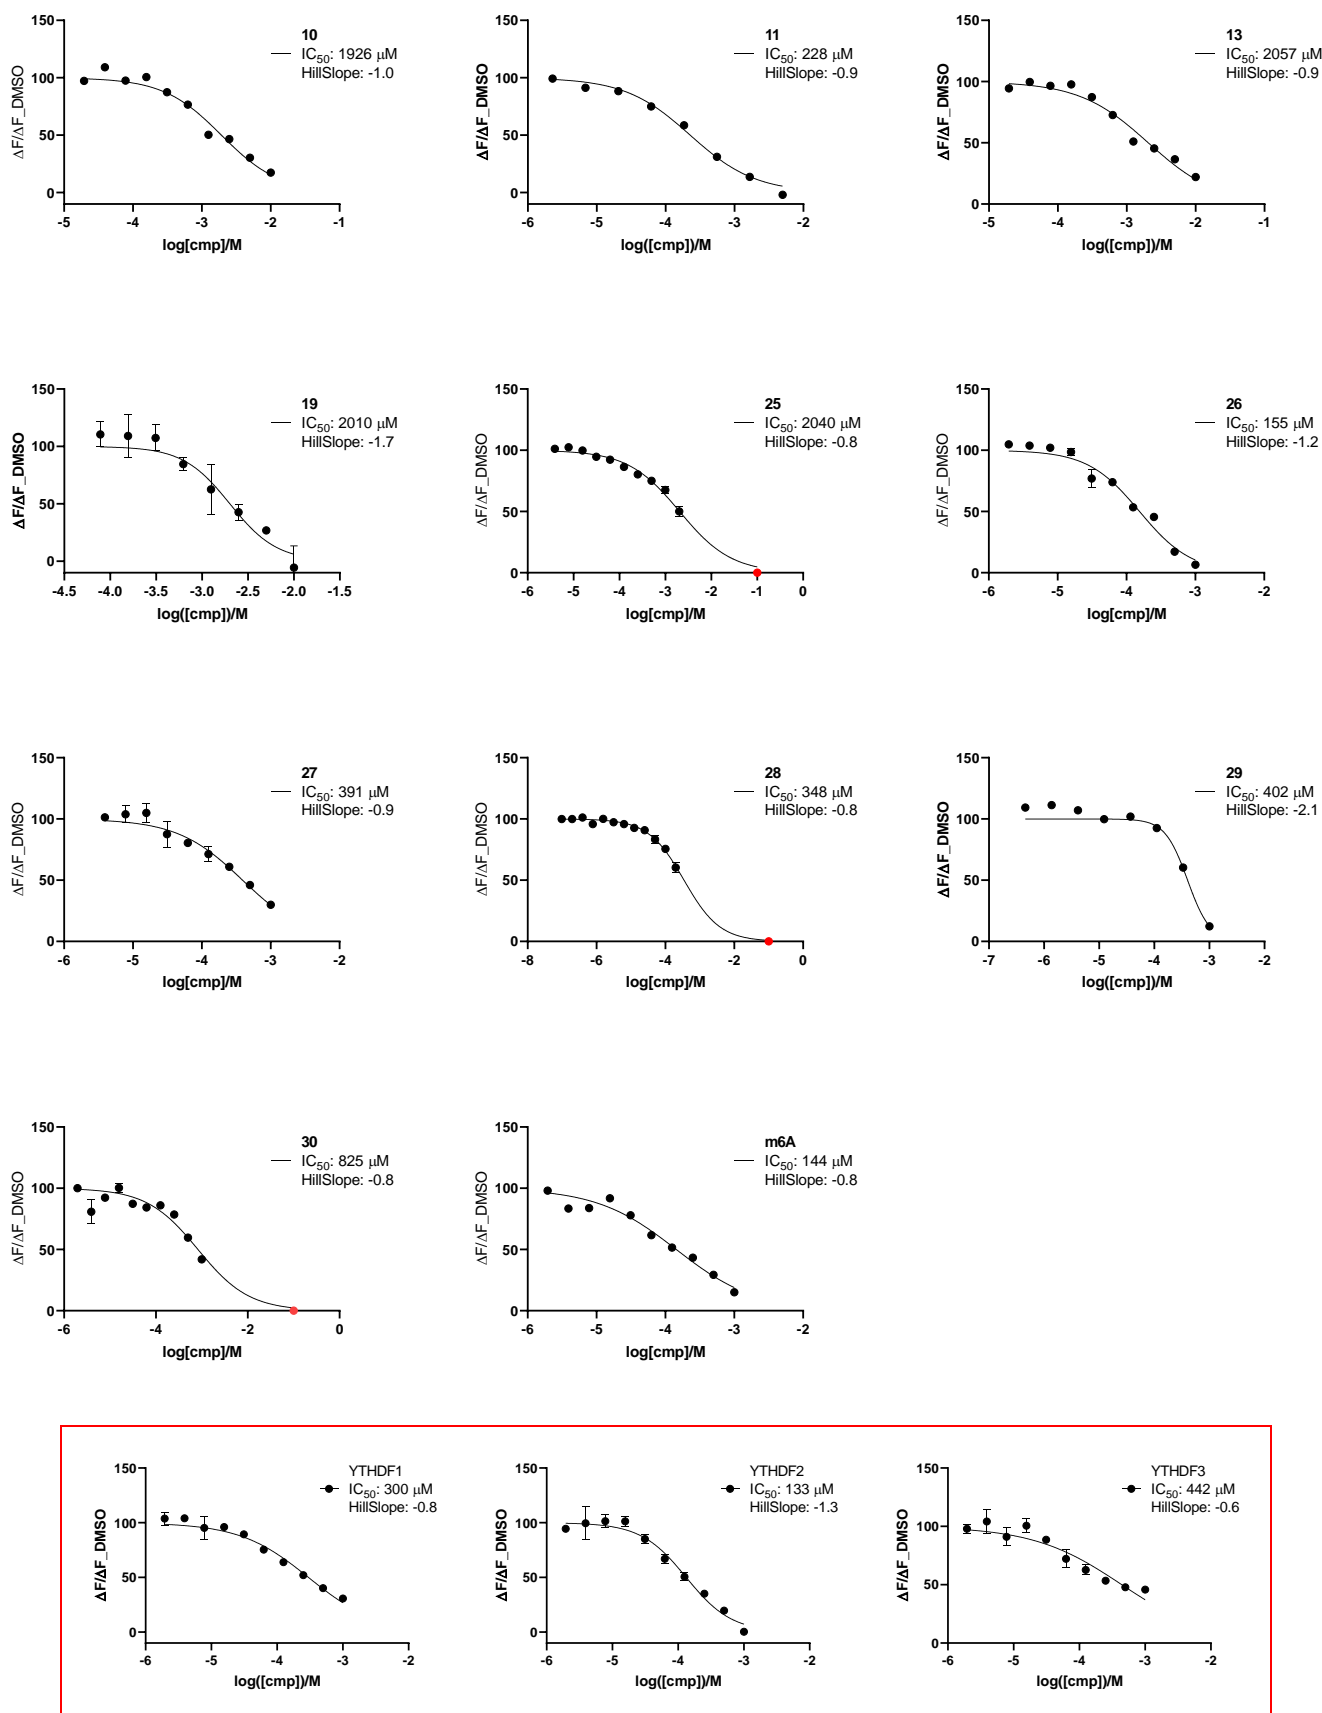 10
IC50: 1926 μM
HillSlope: -1.0
ΔF/ΔF_DMSO
150
100
50
0
-5 -4 -3 -2 -1
log[cmp]/M
11
IC50: 228 μM
HillSlope: -0.9
ΔF/ΔF_DMSO
150
100
50
0
-6 -5 -4 -3 -2
log([cmp])/M
13
IC50: 2057 μM
HillSlope: -0.9
ΔF/ΔF_DMSO
150
100
50
0
-5 -4 -3 -2 -1
log([cmp])/M
19
IC50: 2010 μM
HillSlope: -1.7
ΔF/ΔF_DMSO
150
100
50
0
-4.5 -4.0 -3.5 -3.0 -2.5 -2.0 -1.5
log([cmp])/M
25
IC50: 2040 μM
HillSlope: -0.8
ΔF/ΔF_DMSO
150
100
50
0
-6 -5 -4 -3 -2 -1 0
log[cmp]/M
26
IC50: 155 μM
HillSlope: -1.2
ΔF/ΔF_DMSO
150
100
50
0
-6 -5 -4 -3 -2
log[cmp]/M
27
IC50: 391 μM
HillSlope: -0.9
ΔF/ΔF_DMSO
150
100
50
0
-6 -5 -4 -3 -2
log[cmp]/M
28
IC50: 348 μM
HillSlope: -0.8
ΔF/ΔF_DMSO
150
100
50
0
-8 -6 -4 -2 0
log[cmp]/M
29
IC50: 402 μM
HillSlope: -2.1
ΔF/ΔF_DMSO
150
100
50
0
-7 -6 -5 -4 -3 -2
log([cmp])/M
30
IC50: 825 μM
HillSlope: -0.8
ΔF/ΔF_DMSO
150
100
50
0
-6 -4 -2 0
log[cmp]/M
m6A
IC50: 144 μM
HillSlope: -0.8
ΔF/ΔF_DMSO
150
100
50
0
-6 -5 -4 -3 -2
log[cmp]/M
YTHDF1
IC50: 300 μM
HillSlope: -0.8
ΔF/ΔF_DMSO
150
100
50
0
-6 -5 -4 -3 -2
log([cmp])/M
YTHDF2
IC50: 133 μM
HillSlope: -1.3
ΔF/ΔF_DMSO
150
100
50
0
-6 -5 -4 -3 -2
log([cmp])/M
YTHDF3
IC50: 442 μM
HillSlope: -0.6
ΔF/ΔF_DMSO
150
100
50
0
-6 -5 -4 -3 -2
log([cmp])/M